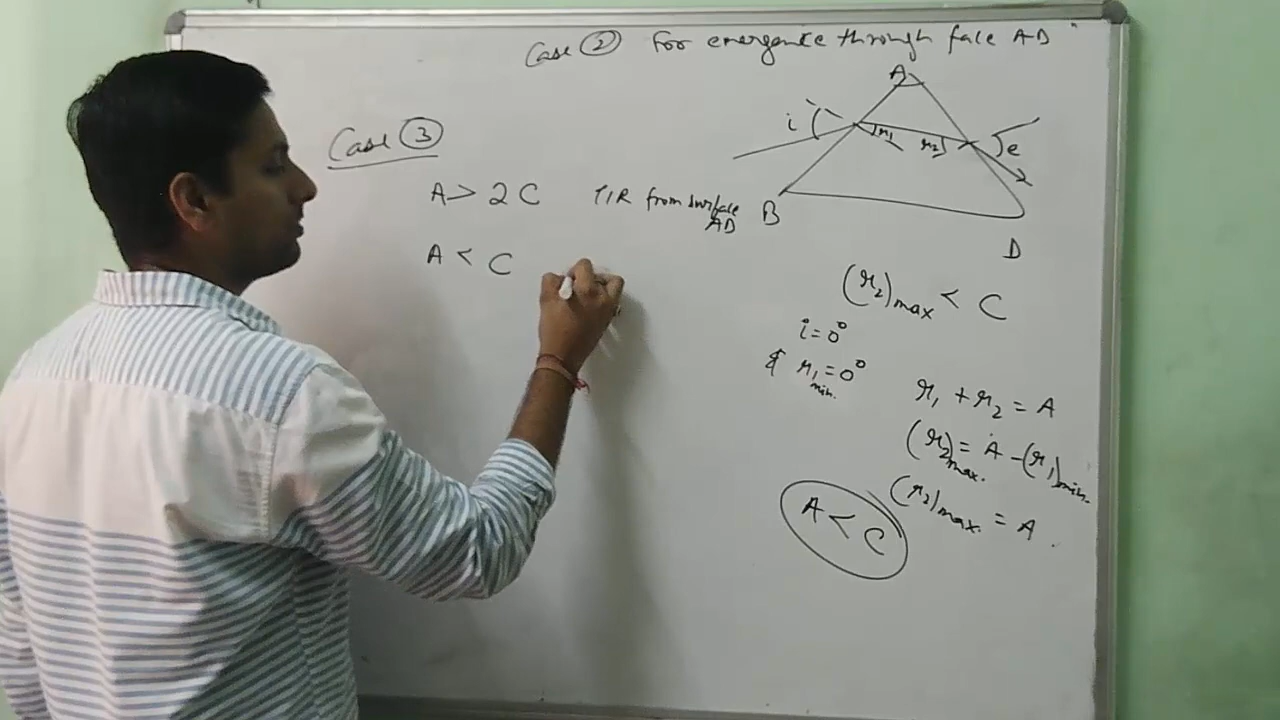 Case ② For emergence through face AD
A
i
r₁
r₂
e
B
D
Case ③
A > 2C TIR from surface AD
A < C
(r₂)max < C
i = 0°
& r₁ min. = 0°
r₁ + r₂ = A
(r₂)max. = A - (r₁)min.
(r₂)max. = A
A < C